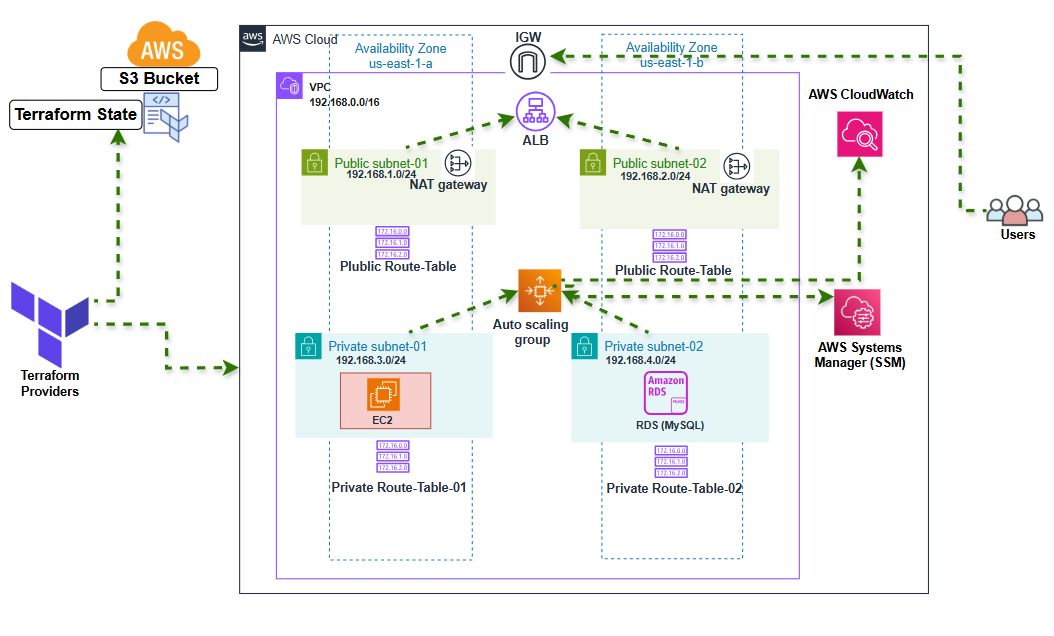 AWS
S3 Bucket
Terraform State
</>
Terraform
Providers
aws
AWS Cloud
Availability Zone
us-east-1-a
IGW
Availability Zone
us-east-1-b
VPC
192.168.0.0/16
ALB
Public subnet-01
192.168.1.0/24
NAT gateway
Public subnet-02
192.168.2.0/24
NAT gateway
172.16.0.0
172.16.1.0
172.16.2.0
Plublic Route-Table
172.16.0.0
172.16.1.0
172.16.2.0
Plublic Route-Table
Auto scaling
group
Private subnet-01
192.168.3.0/24
EC2
Private subnet-02
192.168.4.0/24
Amazon
RDS
MySQL
RDS (MySQL)
172.16.0.0
172.16.1.0
172.16.2.0
Private Route-Table-01
172.16.0.0
172.16.1.0
172.16.2.0
Private Route-Table-02
AWS CloudWatch
AWS Systems
Manager (SSM)
Users